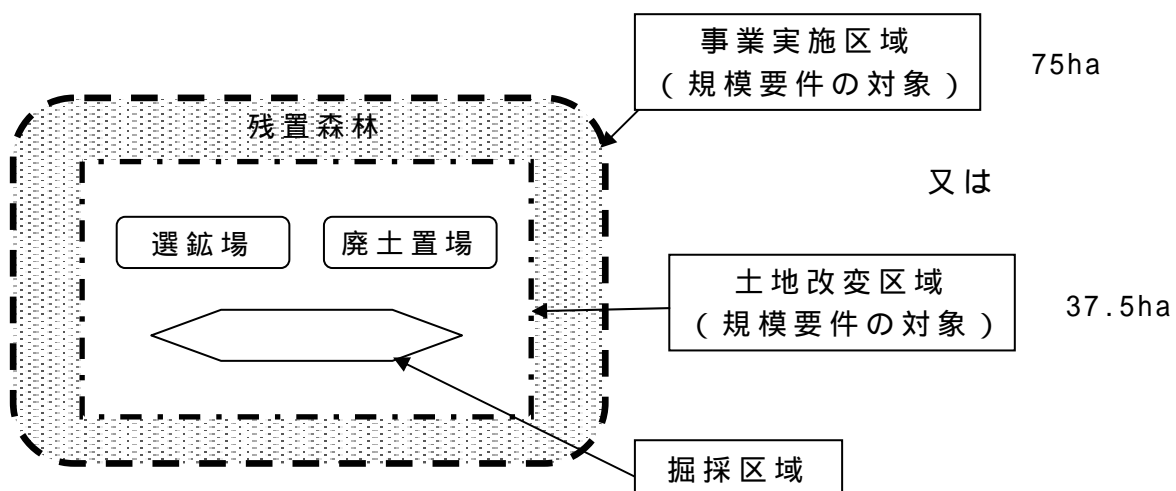 事業実施区域
(規模要件の対象)
75ha
残置森林
又は
選鉱場
廃土置場
土地改変区域
(規模要件の対象)
37.5ha
掘採区域